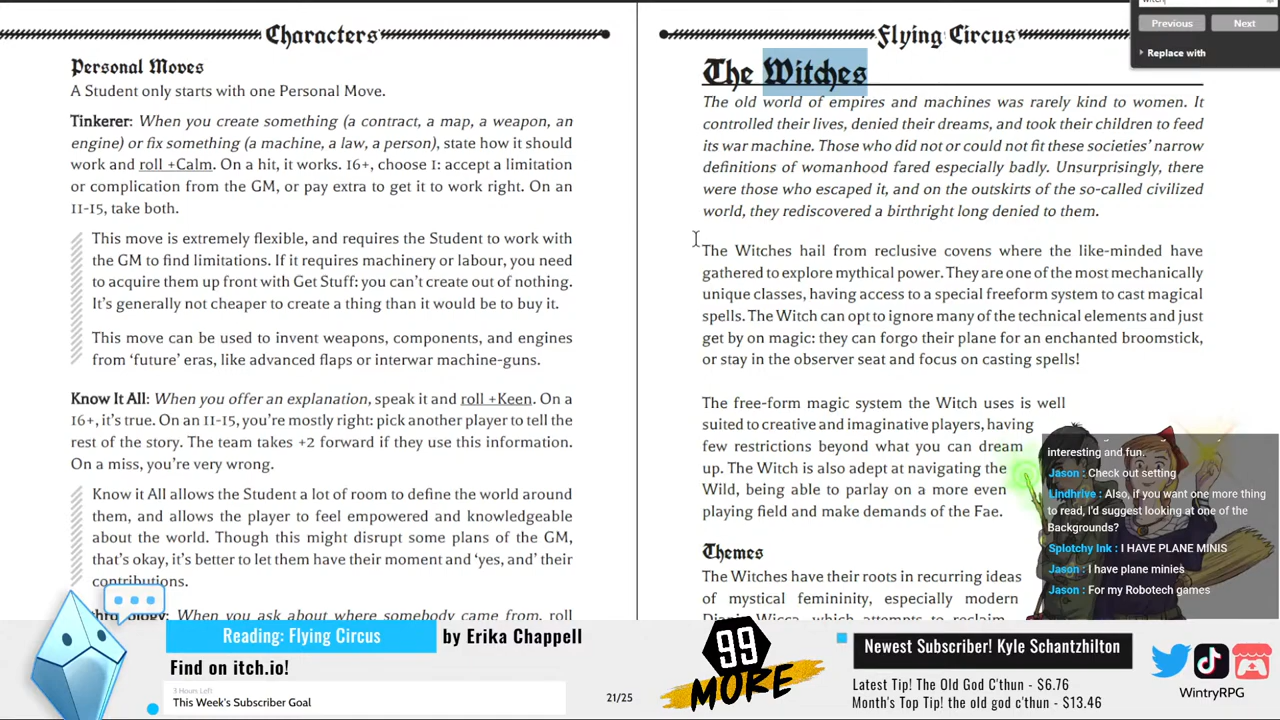 Characters
Personal Moves
A Student only starts with one Personal Move.
Tinkerer: When you create something (a contract, a map, a weapon, an
engine) or fix something (a machine, a law, a person), state how it should
work and roll +Calm. On a hit, it works. 16+, choose 1: accept a limitation
or complication from the GM, or pay extra to get it to work right. On an
11-15, take both.
This move is extremely flexible, and requires the Student to work with
the GM to find limitations. If it requires machinery or labour, you need
to acquire them up front with Get Stuff: you can't create out of nothing.
It's generally not cheaper to create a thing than it would be to buy it.
This move can be used to invent weapons, components, and engines
from 'future' eras, like advanced flaps or interwar machine-guns.
Know It All: When you offer an explanation, speak it and roll +Keen. On a
16+, it's true. On an 11-15, you're mostly right: pick another player to tell the
rest of the story. The team takes +2 forward if they use this information.
On a miss, you're very wrong.
Know it All allows the Student a lot of room to define the world around
them, and allows the player to feel empowered and knowledgeable
about the world. Though this might disrupt some plans of the GM,
that's okay, it's better to let them have their moment and 'yes, and' their
contributions.
When you ask about where somebody came from, roll
Flying Circus
The Witches
The old world of empires and machines was rarely kind to women. It
controlled their lives, denied their dreams, and took their children to feed
its war machine. Those who did not or could not fit these societies' narrow
definitions of womanhood fared especially badly. Unsurprisingly, there
were those who escaped it, and on the outskirts of the so-called civilized
world, they rediscovered a birthright long denied to them.
The Witches hail from reclusive covens where the like-minded have
gathered to explore mythical power. They are one of the most mechanically
unique classes, having access to a special freeform system to cast magical
spells. The Witch can opt to ignore many of the technical elements and just
get by on magic: they can forgo their plane for an enchanted broomstick,
or stay in the observer seat and focus on casting spells!
The free-form magic system the Witch uses is well
suited to creative and imaginative players, having
few restrictions beyond what you can dream
up. The Witch is also adept at navigating the
Wild, being able to parlay on a more even
playing field and make demands of the Fae.
Themes
The Witches have their roots in recurring ideas
of mystical femininity, especially modern
Previous Next
Replace with
interesting and fun.
Jason : Check out setting
Lindhrive : Also, if you want one more thing
to read, I'd suggest looking at one of the
Backgrounds?
Splotchy Ink : I HAVE PLANE MINIS
Jason : I have plane minies
Jason : For my Robotech games
Reading: Flying Circus by Erika Chappell
Find on itch.io!
3 Hours Left
This Week's Subscriber Goal
21/25
99
MORE
Newest Subscriber! Kyle Schantzhilton
Latest Tip! The Old God C'thun - $6.76
Month's Top Tip! the old god c'thun - $13.46
WintryRPG